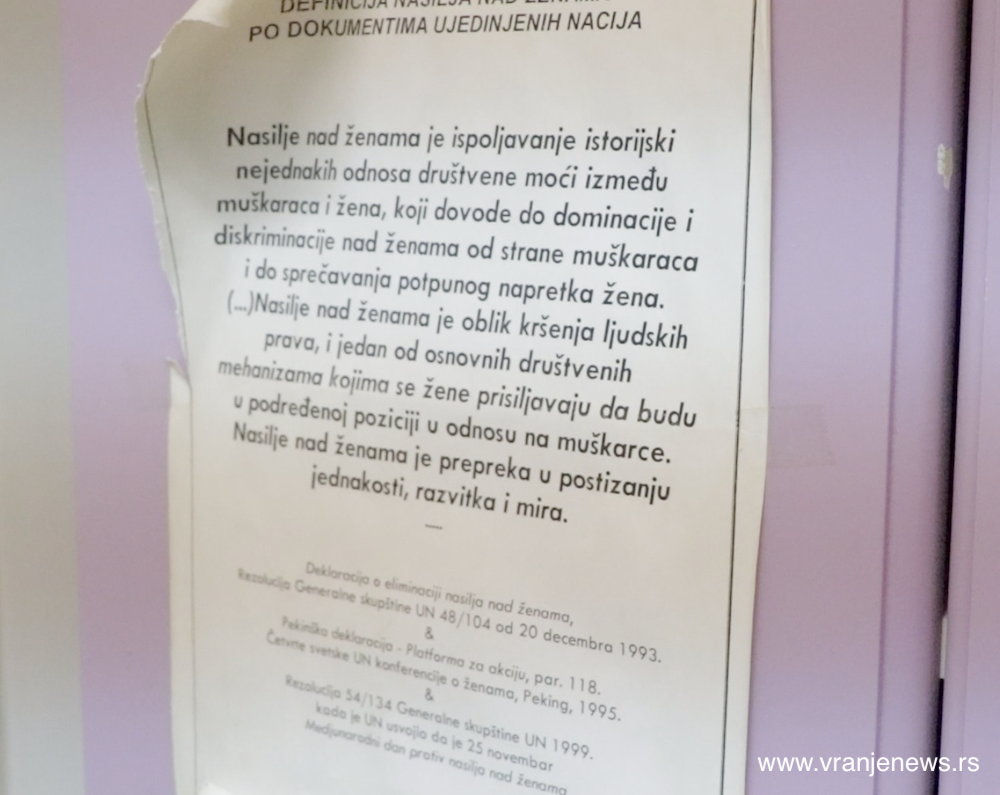 DEFINICIJA NASILJA NAD ŽENAMA
PO DOKUMENTIMA UJEDINJENIH NACIJA
Nasilje nad ženama je ispoljavanje istorijski
nejednakih odnosa društvene moći između
muškaraca i žena, koji dovode do dominacije i
diskriminacije nad ženama od strane muškaraca
i do sprečavanja potpunog napretka žena.
(...)Nasilje nad ženama je oblik kršenja ljudskih
prava, i jedan od osnovnih društvenih
mehanizama kojima se žene prisiljavaju da budu
u podređenoj poziciji u odnosu na muškarce.
Nasilje nad ženama je prepreka u postizanju
jednakosti, razvitka i mira.
Deklaracija o eliminaciji nasilja nad ženama,
Rezolucija Generalne skupštine UN 48/104 od 20 decembra 1993.
&
Pekinška deklaracija - Platforma za akciju, par. 118.
Četvrte svetske UN konferencije o ženama, Peking, 1995.
&
Rezolucija 54/134 Generalne skupštine UN 1999.
kada je UN usvojio da je 25 novembar
Medjunarodni dan protiv nasilja nad ženama
www.vranjenews.rs